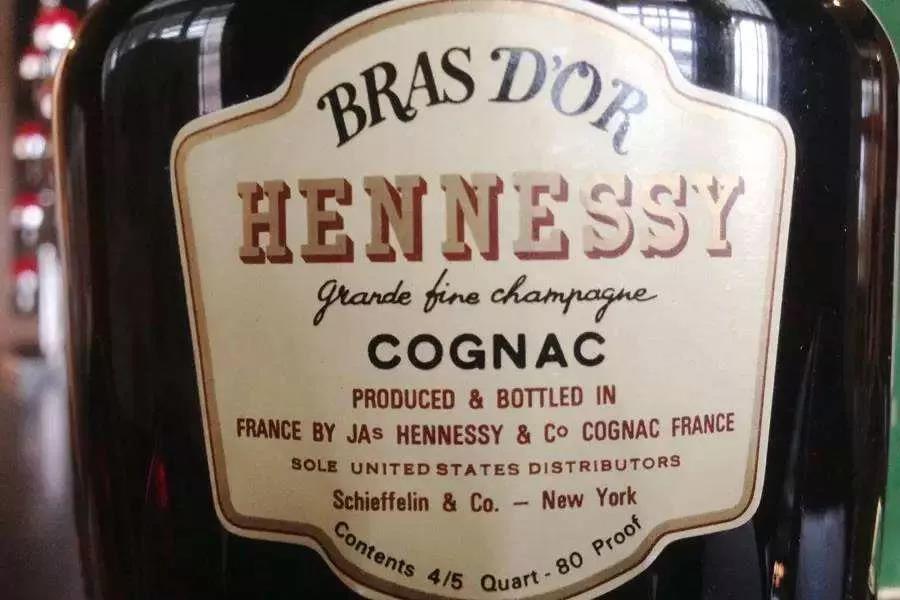 BRAS D'OR
HENNESSY
grande fine champagne
COGNAC
PRODUCED & BOTTLED IN
FRANCE BY JAs HENNESSY & Co COGNAC FRANCE
SOLE UNITED STATES DISTRIBUTORS
Schieffelin & Co. – New York
Contents 4/5 Quart - 80 Proof